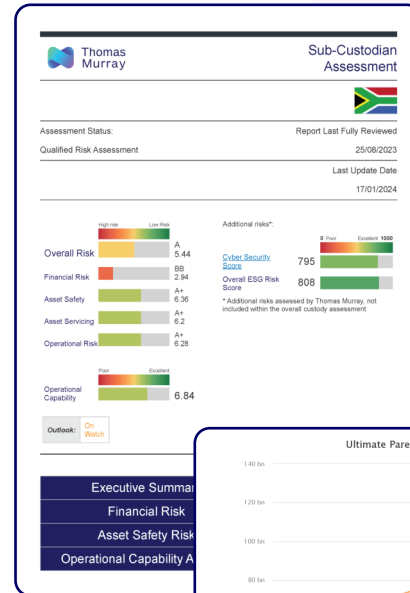 Thomas
Murray
Sub-Custodian
Assessment
Assessment Status:
Report Last Fully Reviewed
Qualified Risk Assessment
25/08/2023
Last Update Date
17/01/2024
High risk Low Risk
Overall Risk
A
5.44
Financial Risk
BB
2.94
Asset Safety
A+
6.36
Asset Servicing
A+
6.2
Operational Risk
A+
6.28
Poor Excellent
Operational
Capability
6.84
Outlook:
On
Watch
Additional risks*:
0 Poor Excellent 1000
Cyber Security
Score
795
Overall ESG Risk
Score
808
* Additional risks assessed by Thomas Murray, not
included within the overall custody assessment
Executive Summar
Financial Risk
Asset Safety Risk
Operational Capability A
Ultimate Pare
140 bn
120 bn
100 bn
80 bn